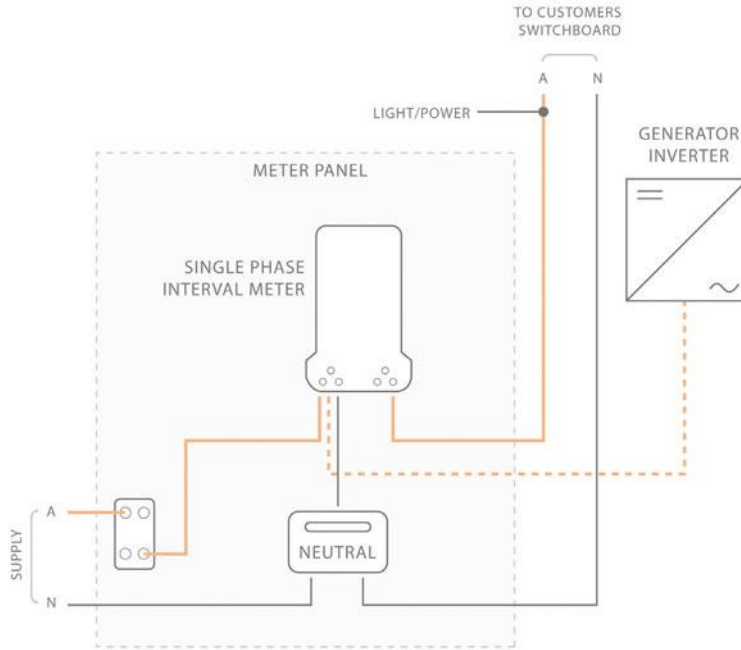 TO CUSTOMERS
SWITCHBOARD
A
N
LIGHT/POWER
GENERATOR
INVERTER
METER PANEL
SINGLE PHASE
INTERVAL METER
A
SUPPLY
NEUTRAL
N